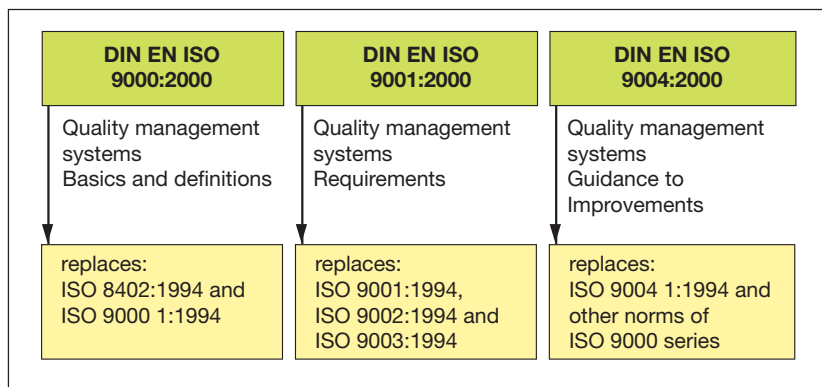 DIN EN ISO
9000:2000
Quality management
systems
Basics and definitions
replaces:
ISO 8402:1994 and
ISO 9000 1:1994
DIN EN ISO
9001:2000
Quality management
systems
Requirements
replaces:
ISO 9001:1994,
ISO 9002:1994 and
ISO 9003:1994
DIN EN ISO
9004:2000
Quality management
systems
Guidance to
Improvements
replaces:
ISO 9004 1:1994 and
other norms of
ISO 9000 series